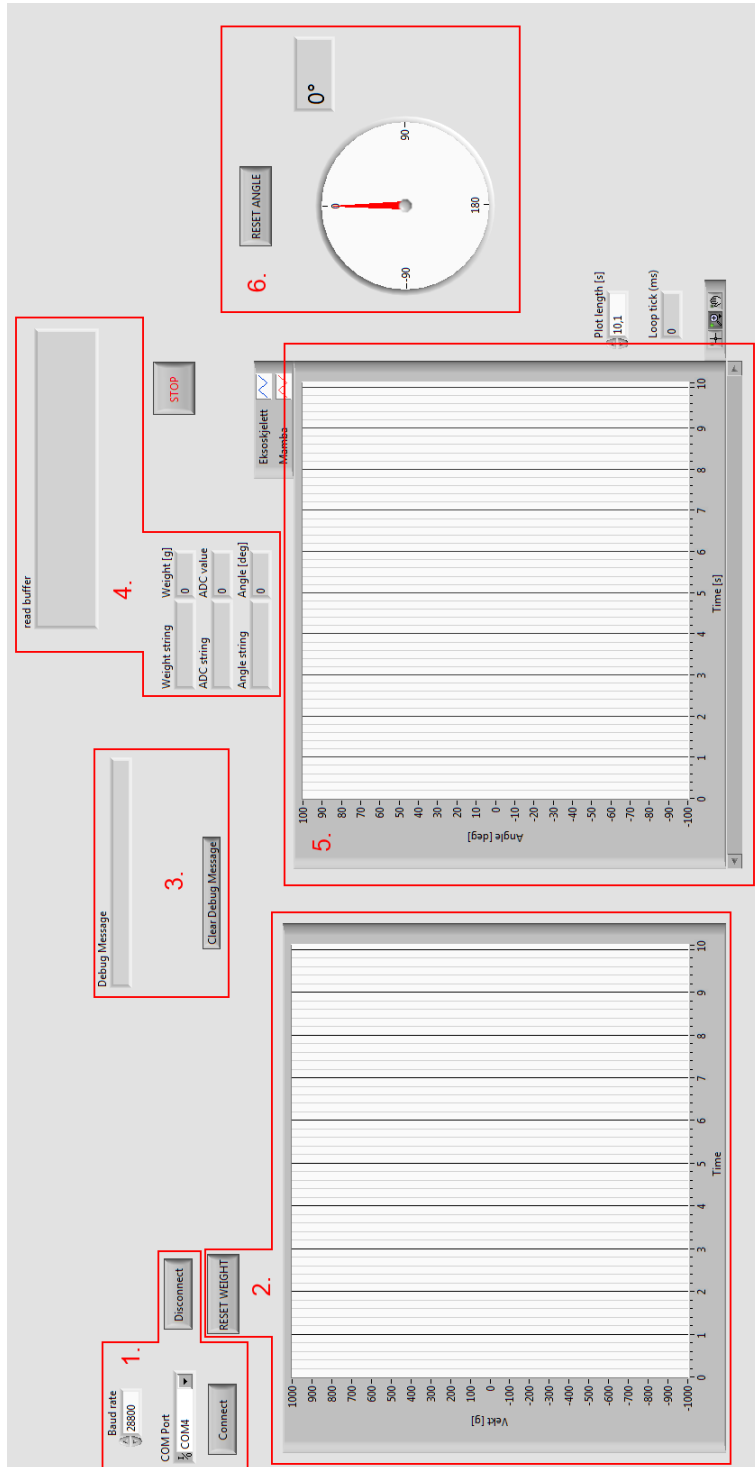 Baud rate
28800
COM Port
COM4
Connect
Disconnect
1.
RESET WEIGHT
2.
Vekt [g]
1000
900
800
700
600
500
400
300
200
100
0
-100
-200
-300
-400
-500
-600
-700
-800
-900
-1000
0 1 2 3 4 5 6 7 8 9 10
Time
Debug Message
3.
Clear Debug Message
read buffer
4.
Weight string Weight [g]
0
ADC string ADC value
0
Angle string Angle [deg]
0
STOP
5.
Eksoskjelett
Mamba
Angle [deg]
100
90
80
70
60
50
40
30
20
10
0
-10
-20
-30
-40
-50
-60
-70
-80
-90
-100
0 1 2 3 4 5 6 7 8 9 10
Time [s]
Plot length [s]
10,1
Loop tick (ms)
0
6.
RESET ANGLE
0
-90 90
180
0°